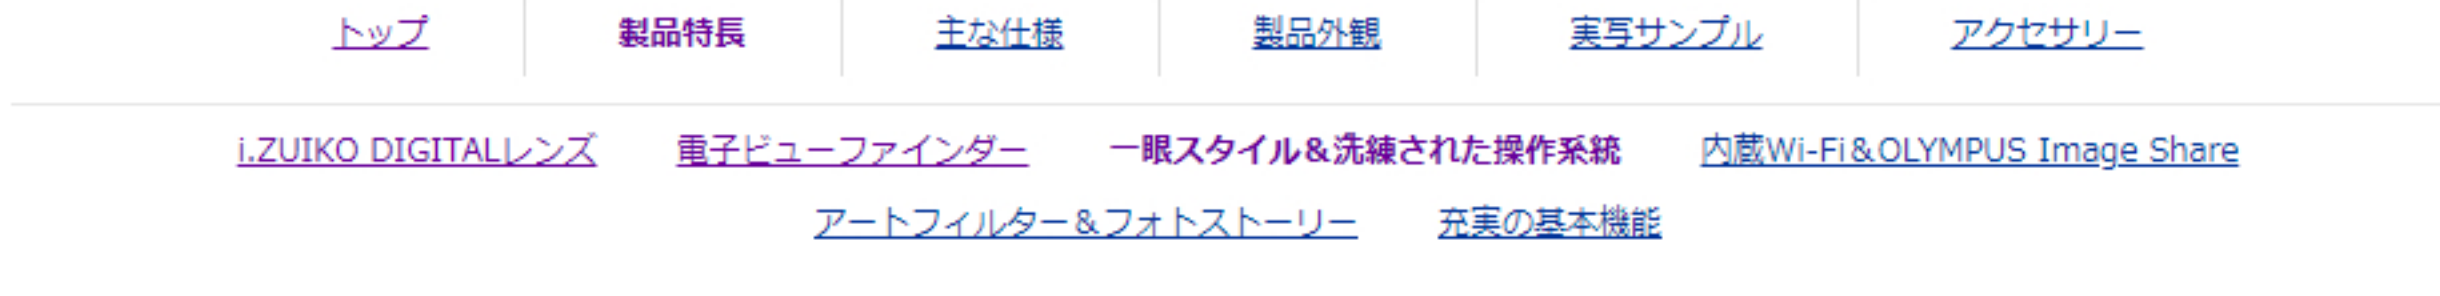 トップ 製品特長 主な仕様 製品外観 実写サンプル アクセサリー
i.ZUIKO DIGITALレンズ 電子ビューファインダー 一眼スタイル&洗練された操作系統 内蔵Wi-Fi&OLYMPUS Image Share
アートフィルター&フォトストーリー 充実の基本機能